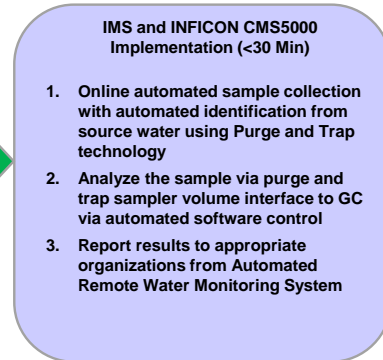 IMS and INFICON CMS5000
Implementation (<30 Min)
1. Online automated sample collection
with automated identification from
source water using Purge and Trap
technology
2. Analyze the sample via purge and
trap sampler volume interface to GC
via automated software control
3. Report results to appropriate
organizations from Automated
Remote Water Monitoring System